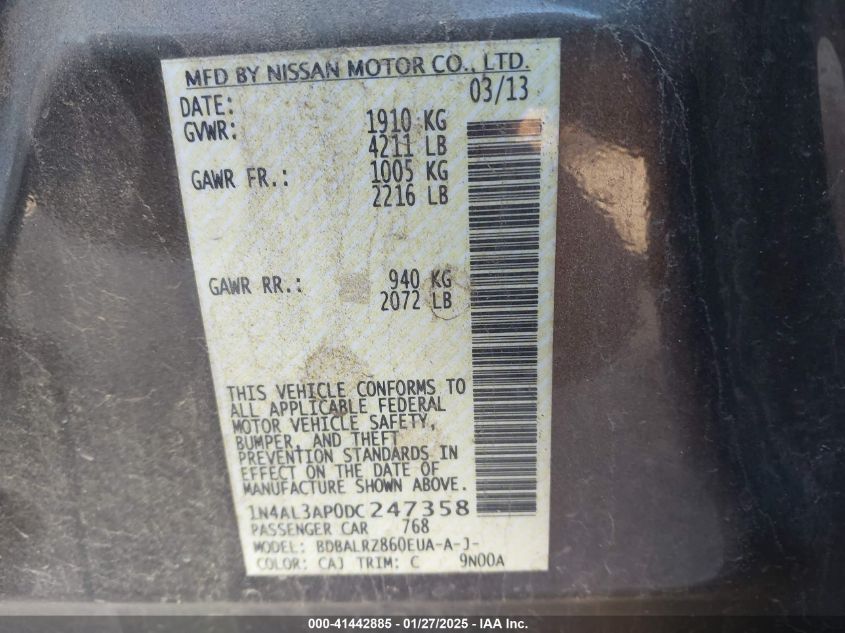 MFD BY NISSAN MOTOR CO., LTD.
DATE: 03/13
GVWR: 1910 KG
4211 LB
GAWR FR.: 1005 KG
2216 LB
GAWR RR.: 940 KG
2072 LB
THIS VEHICLE CONFORMS TO
ALL APPLICABLE FEDERAL
MOTOR VEHICLE SAFETY,
BUMPER, AND THEFT
PREVENTION STANDARDS IN
EFFECT ON THE DATE OF
MANUFACTURE SHOWN ABOVE.
1N4AL3AP0DC247358
PASSENGER CAR 768
MODEL: BDBALRZ860EUA-A-J-
COLOR: CAJ TRIM: C 9N00A
000-41442885 - 01/27/2025 - IAA Inc.